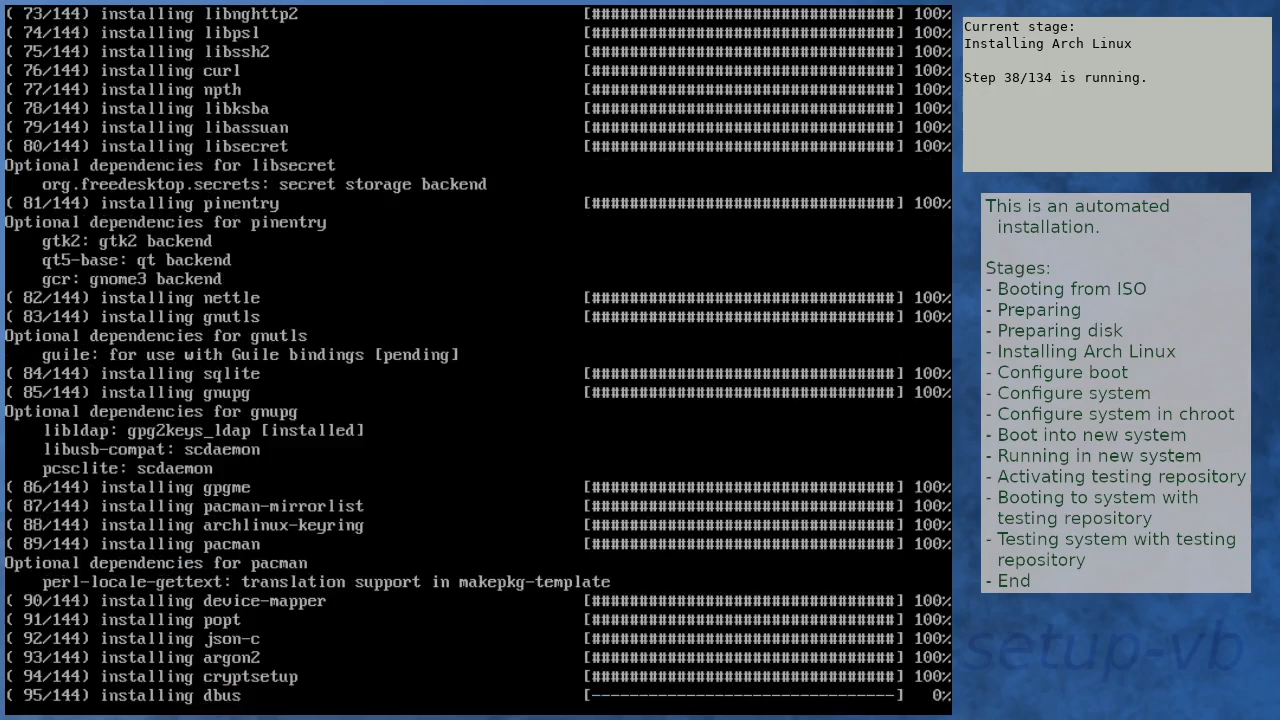 ( 73/144) installing libnghttp2 [################################] 100%
( 74/144) installing libpsl [################################] 100%
( 75/144) installing libssh2 [################################] 100%
( 76/144) installing curl [################################] 100%
( 77/144) installing npth [################################] 100%
( 78/144) installing libksba [################################] 100%
( 79/144) installing libassuan [################################] 100%
( 80/144) installing libsecret [################################] 100%
Optional dependencies for libsecret
org.freedesktop.secrets: secret storage backend
( 81/144) installing pinentry [################################] 100%
Optional dependencies for pinentry
gtk2: gtk2 backend
qt5-base: qt backend
gcr: gnome3 backend
( 82/144) installing nettle [################################] 100%
( 83/144) installing gnutls [################################] 100%
Optional dependencies for gnutls
guile: for use with Guile bindings [pending]
( 84/144) installing sqlite [################################] 100%
( 85/144) installing gnupg [################################] 100%
Optional dependencies for gnupg
libldap: gpg2keys_ldap [installed]
libusb-compat: scdaemon
pcsclite: scdaemon
( 86/144) installing gpgme [################################] 100%
( 87/144) installing pacman-mirrorlist [################################] 100%
( 88/144) installing archlinux-keyring [################################] 100%
( 89/144) installing pacman [################################] 100%
Optional dependencies for pacman
perl-locale-gettext: translation support in makepkg-template
( 90/144) installing device-mapper [################################] 100%
( 91/144) installing popt [################################] 100%
( 92/144) installing json-c [################################] 100%
( 93/144) installing argon2 [################################] 100%
( 94/144) installing cryptsetup [################################] 100%
( 95/144) installing dbus [--------------------------------] 0%
Current stage:
Installing Arch Linux
Step 38/134 is running.
This is an automated
installation.
Stages:
- Booting from ISO
- Preparing
- Preparing disk
- Installing Arch Linux
- Configure boot
- Configure system
- Configure system in chroot
- Boot into new system
- Running in new system
- Activating testing repository
- Booting to system with
testing repository
- Testing system with testing
repository
- End
setup-vb